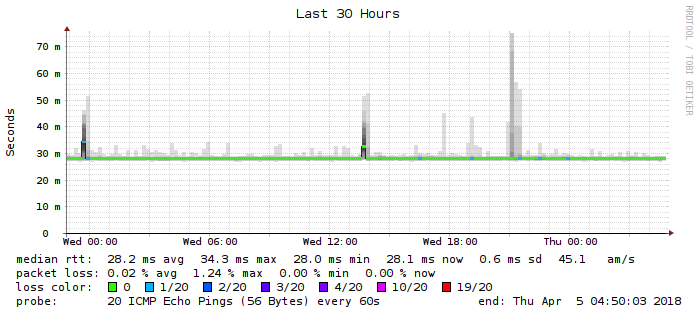 Last 30 Hours
RRDTOOL / TOBI OETIKER
Seconds
70 m
60 m
50 m
40 m
30 m
20 m
10 m
0
Wed 00:00 Wed 06:00 Wed 12:00 Wed 18:00 Thu 00:00
median rtt: 28.2 ms avg 34.3 ms max 28.0 ms min 28.1 ms now 0.6 ms sd 45.1 am/s
packet loss: 0.02 % avg 1.24 % max 0.00 % min 0.00 % now
loss color: 0 1/20 2/20 3/20 4/20 10/20 19/20
probe: 20 ICMP Echo Pings (56 Bytes) every 60s end: Thu Apr 5 04:50:03 2018